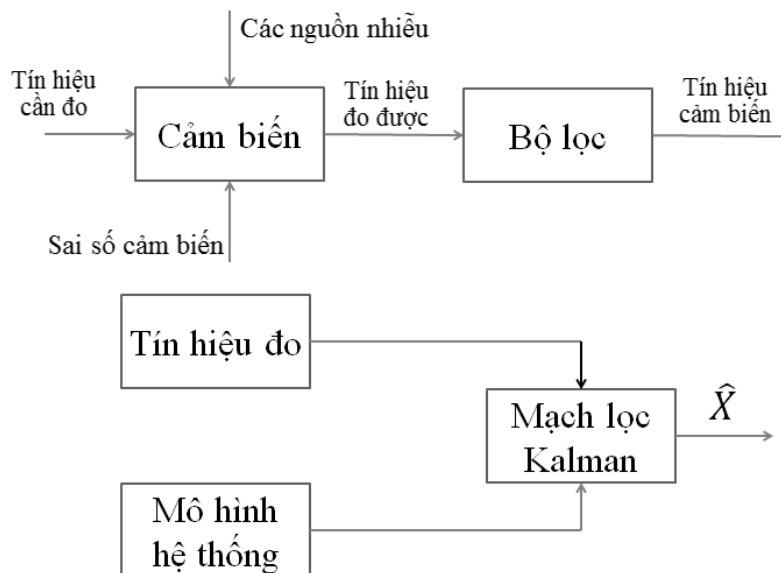 Các nguồn nhiễu
Tín hiệu
cần đo
Cảm biến
Tín hiệu
đo được
Bộ lọc
Tín hiệu
cảm biến
Sai số cảm biến
Tín hiệu đo
Mạch lọc
Kalman
X̂
Mô hình
hệ thống